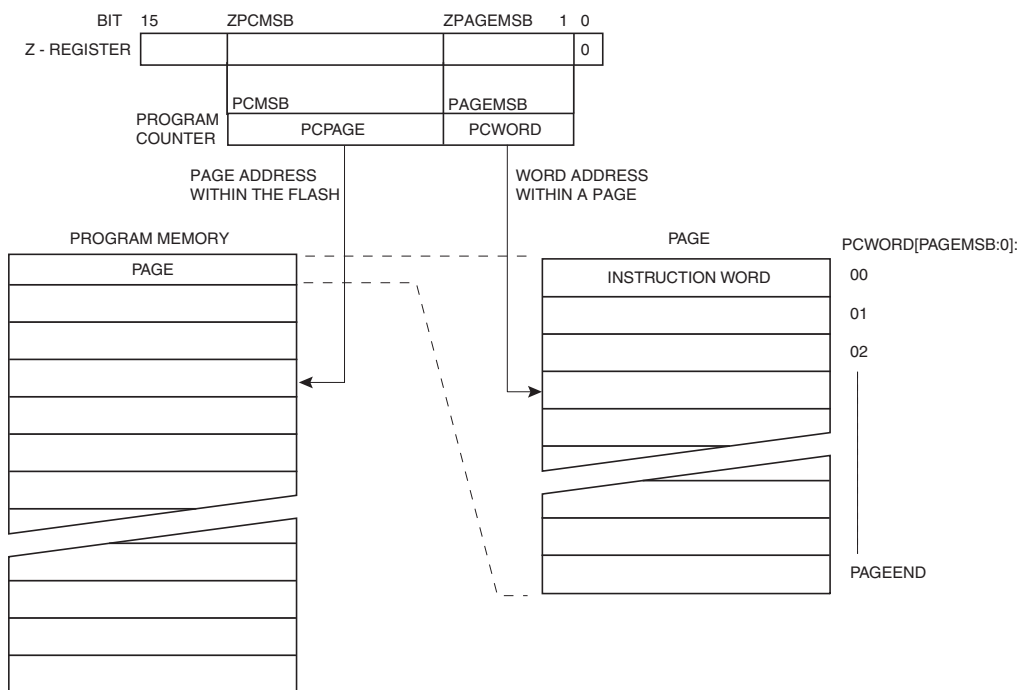 BIT 15 ZPCMSB ZPAGEMSB 1 0
Z - REGISTER 0
PCMSB PAGEMSB
PROGRAM
COUNTER
PCPAGE PCWORD
PAGE ADDRESS
WITHIN THE FLASH
WORD ADDRESS
WITHIN A PAGE
PROGRAM MEMORY
PAGE
PAGE
INSTRUCTION WORD
PCWORD[PAGEMSB:0]:
00
01
02
PAGEEND